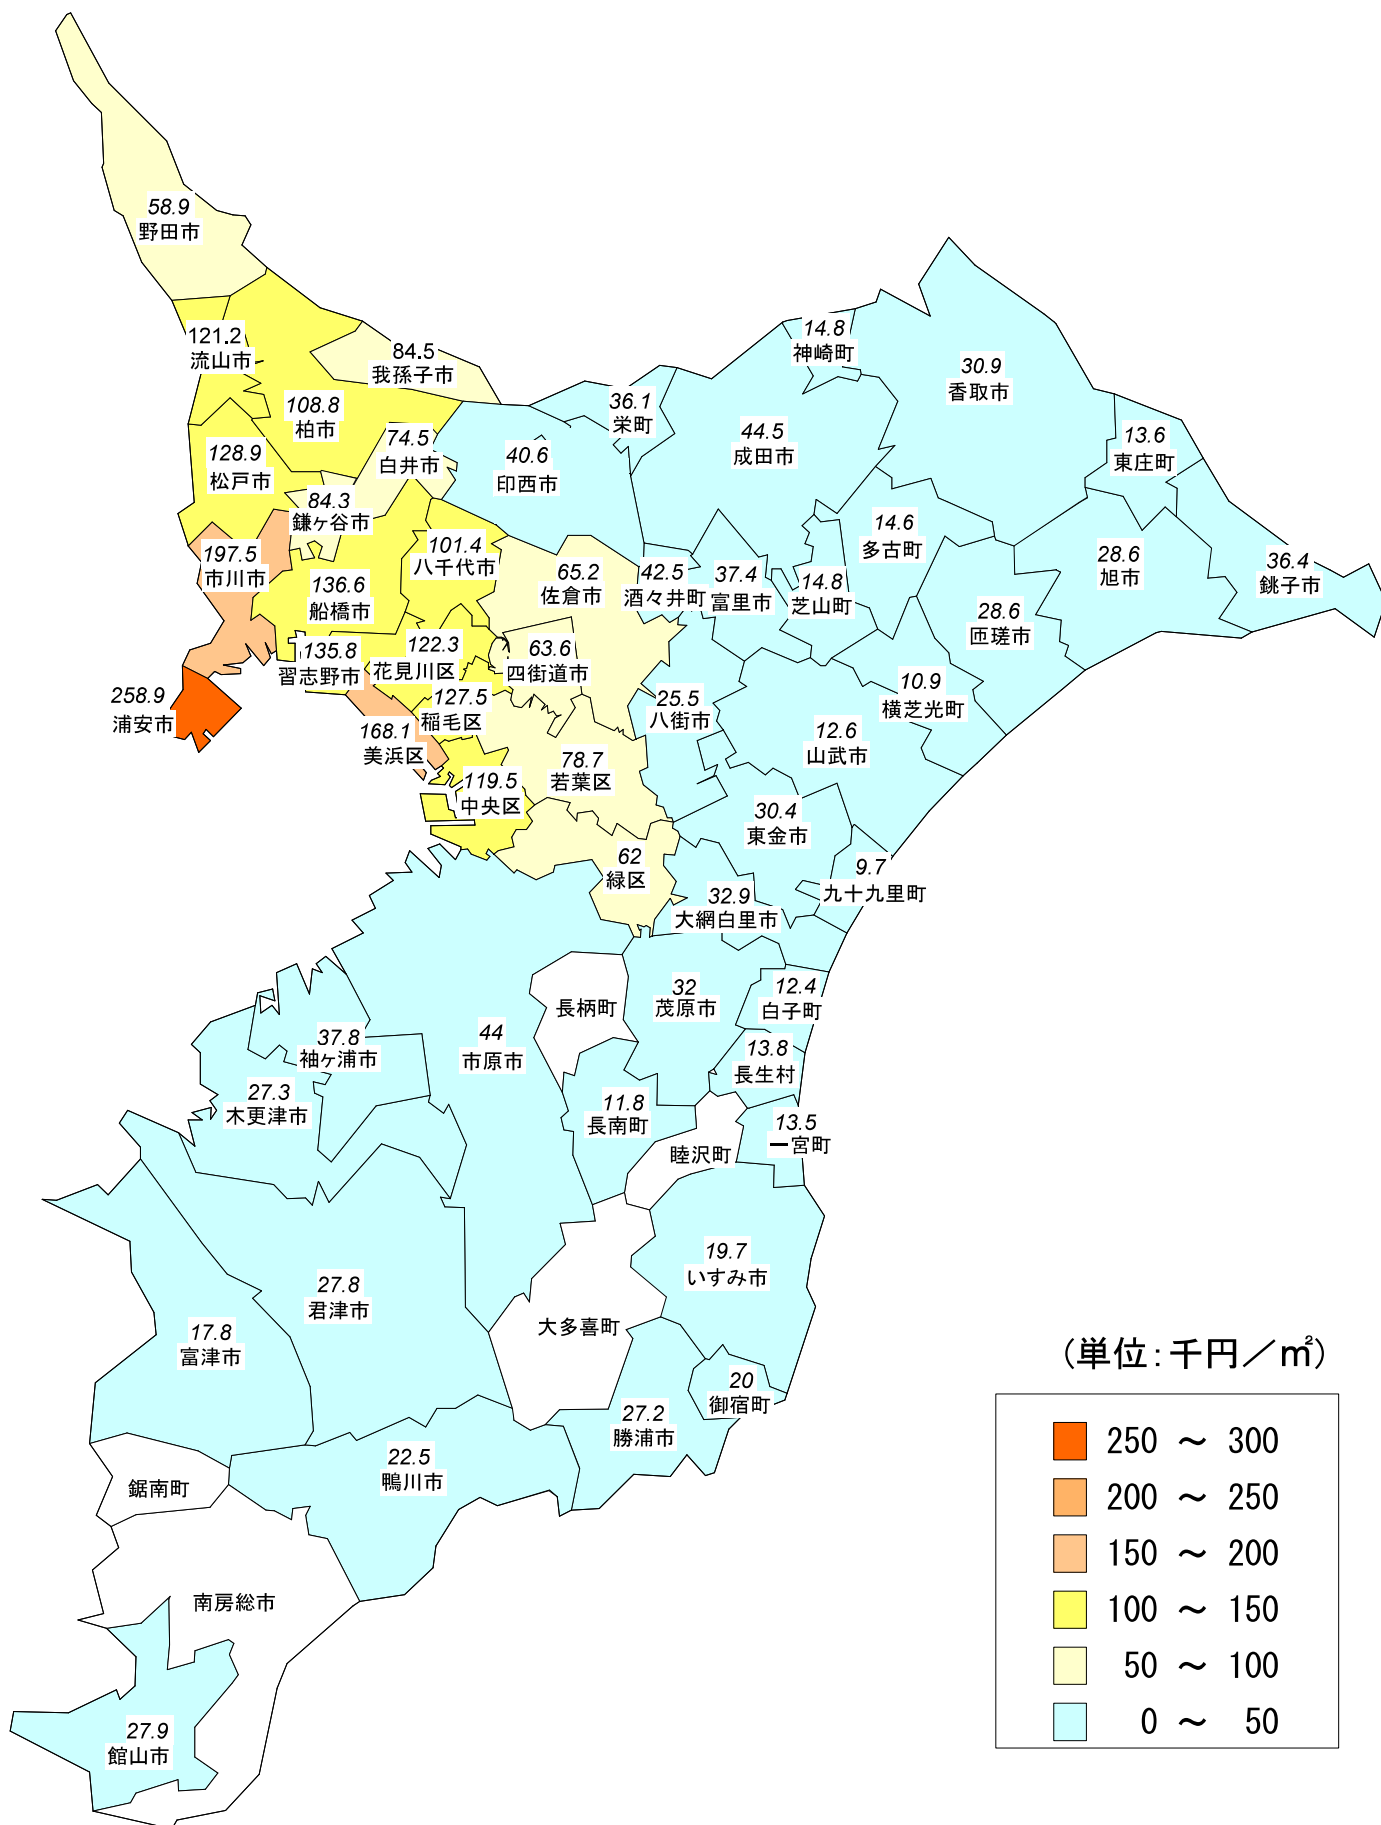 58.9
野田市
121.2
流山市
84.5
我孫子市
108.8
柏市
74.5
白井市
128.9
松戸市
84.3
鎌ヶ谷市
197.5
市川市
136.6
船橋市
101.4
八千代市
65.2
佐倉市
135.8
習志野市
122.3
花見川区
63.6
四街道市
258.9
浦安市
127.5
稲毛区
168.1
美浜区
119.5
中央区
78.7
若葉区
62
緑区
14.8
神崎町
30.9
香取市
36.1
栄町
44.5
成田市
40.6
印西市
13.6
東庄町
14.6
多古町
28.6
旭市
36.4
銚子市
42.5
酒々井町
37.4
富里市
14.8
芝山町
28.6
匝瑳市
25.5
八街市
10.9
横芝光町
12.6
山武市
30.4
東金市
9.7
九十九里町
32.9
大網白里市
32
茂原市
12.4
白子町
長柄町
44
市原市
37.8
袖ヶ浦市
27.3
木更津市
13.8
長生村
11.8
長南町
13.5
一宮町
睦沢町
19.7
いすみ市
27.8
君津市
17.8
富津市
大多喜町
20
御宿町
27.2
勝浦市
22.5
鴨川市
鋸南町
南房総市
27.9
館山市
(単位:千円／㎡)
250 ～ 300
200 ～ 250
150 ～ 200
100 ～ 150
50 ～ 100
0 ～ 50